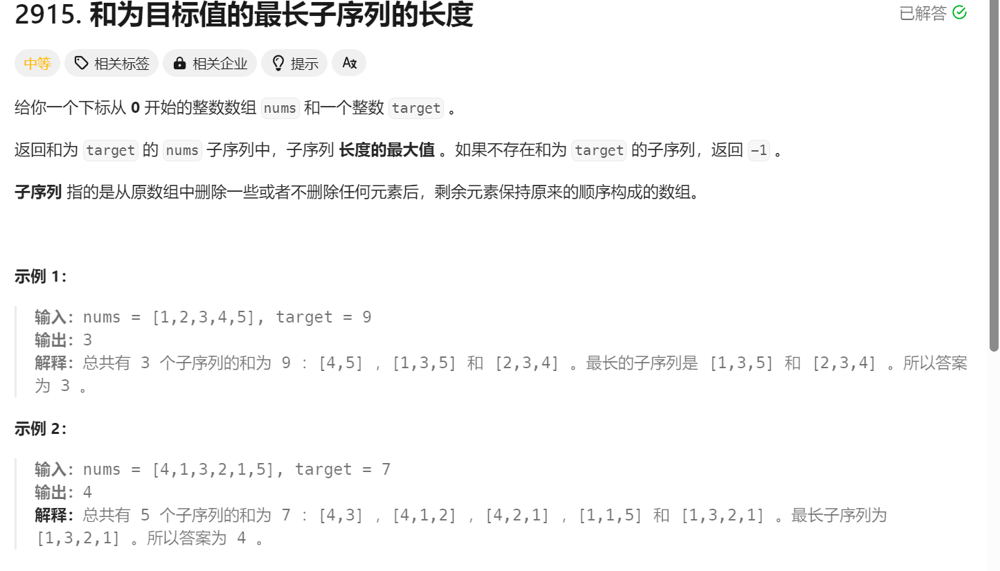 2915. 和为目标值的最长子序列的长度
已解答
中等 相关标签 相关企业 提示
给你一个下标从 0 开始的整数数组 nums 和一个整数 target 。
返回和为 target 的 nums 子序列中，子序列 长度的最大值 。如果不存在和为 target 的子序列，返回 -1 。
子序列 指的是从原数组中删除一些或者不删除任何元素后，剩余元素保持原来的顺序构成的数组。
示例 1：
输入：nums = [1,2,3,4,5], target = 9
输出：3
解释：总共有 3 个子序列的和为 9 ：[4,5] ，[1,3,5] 和 [2,3,4] 。最长的子序列是 [1,3,5] 和 [2,3,4] 。所以答案
为 3 。
示例 2：
输入：nums = [4,1,3,2,1,5], target = 7
输出：4
解释：总共有 5 个子序列的和为 7 ：[4,3] ，[4,1,2] ，[4,2,1] ，[1,1,5] 和 [1,3,2,1] 。最长子序列为
[1,3,2,1] 。所以答案为 4 。